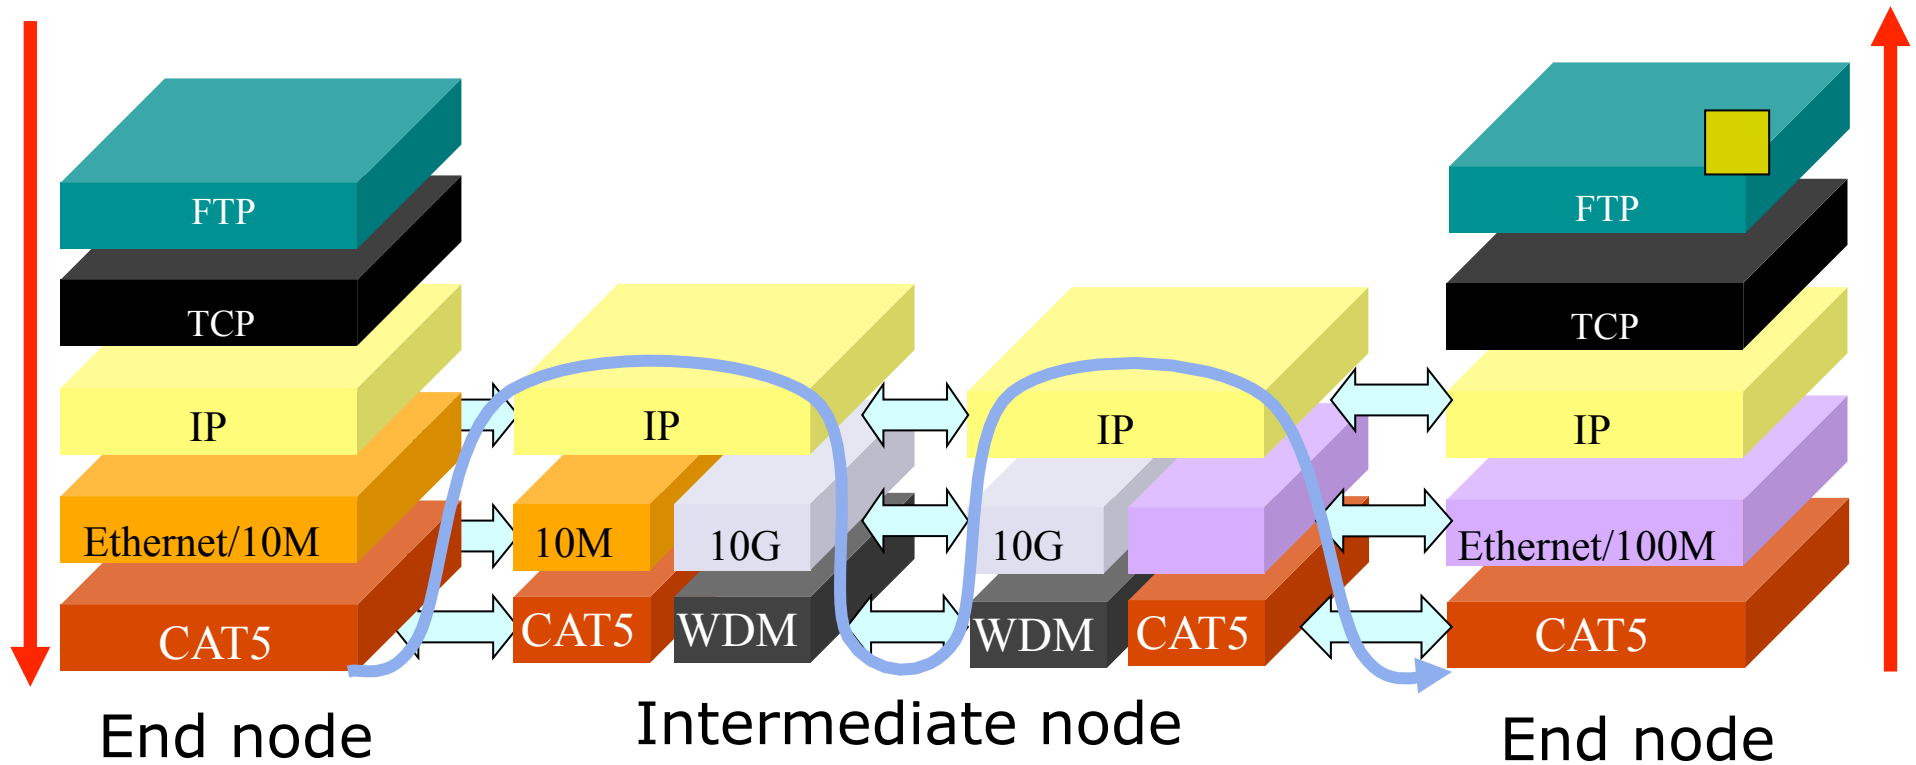 FTP
TCP
IP
Ethernet/10M
CAT5
End node
IP
10M
10G
CAT5
WDM
IP
10G
WDM
CAT5
Intermediate node
FTP
TCP
IP
Ethernet/100M
CAT5
End node